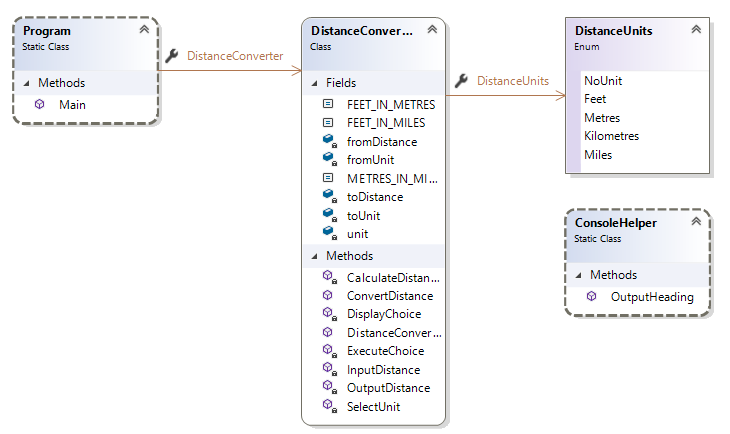 Program
Static Class
Methods
Main
DistanceConverter
DistanceConver...
Class
Fields
FEET_IN_METRES
FEET_IN_MILES
fromDistance
fromUnit
METRES_IN_MI...
toDistance
toUnit
unit
Methods
CalculateDistan...
ConvertDistance
DisplayChoice
DistanceConver...
ExecuteChoice
InputDistance
OutputDistance
SelectUnit
DistanceUnits
DistanceUnits
Enum
NoUnit
Feet
Metres
Kilometres
Miles
ConsoleHelper
Static Class
Methods
OutputHeading